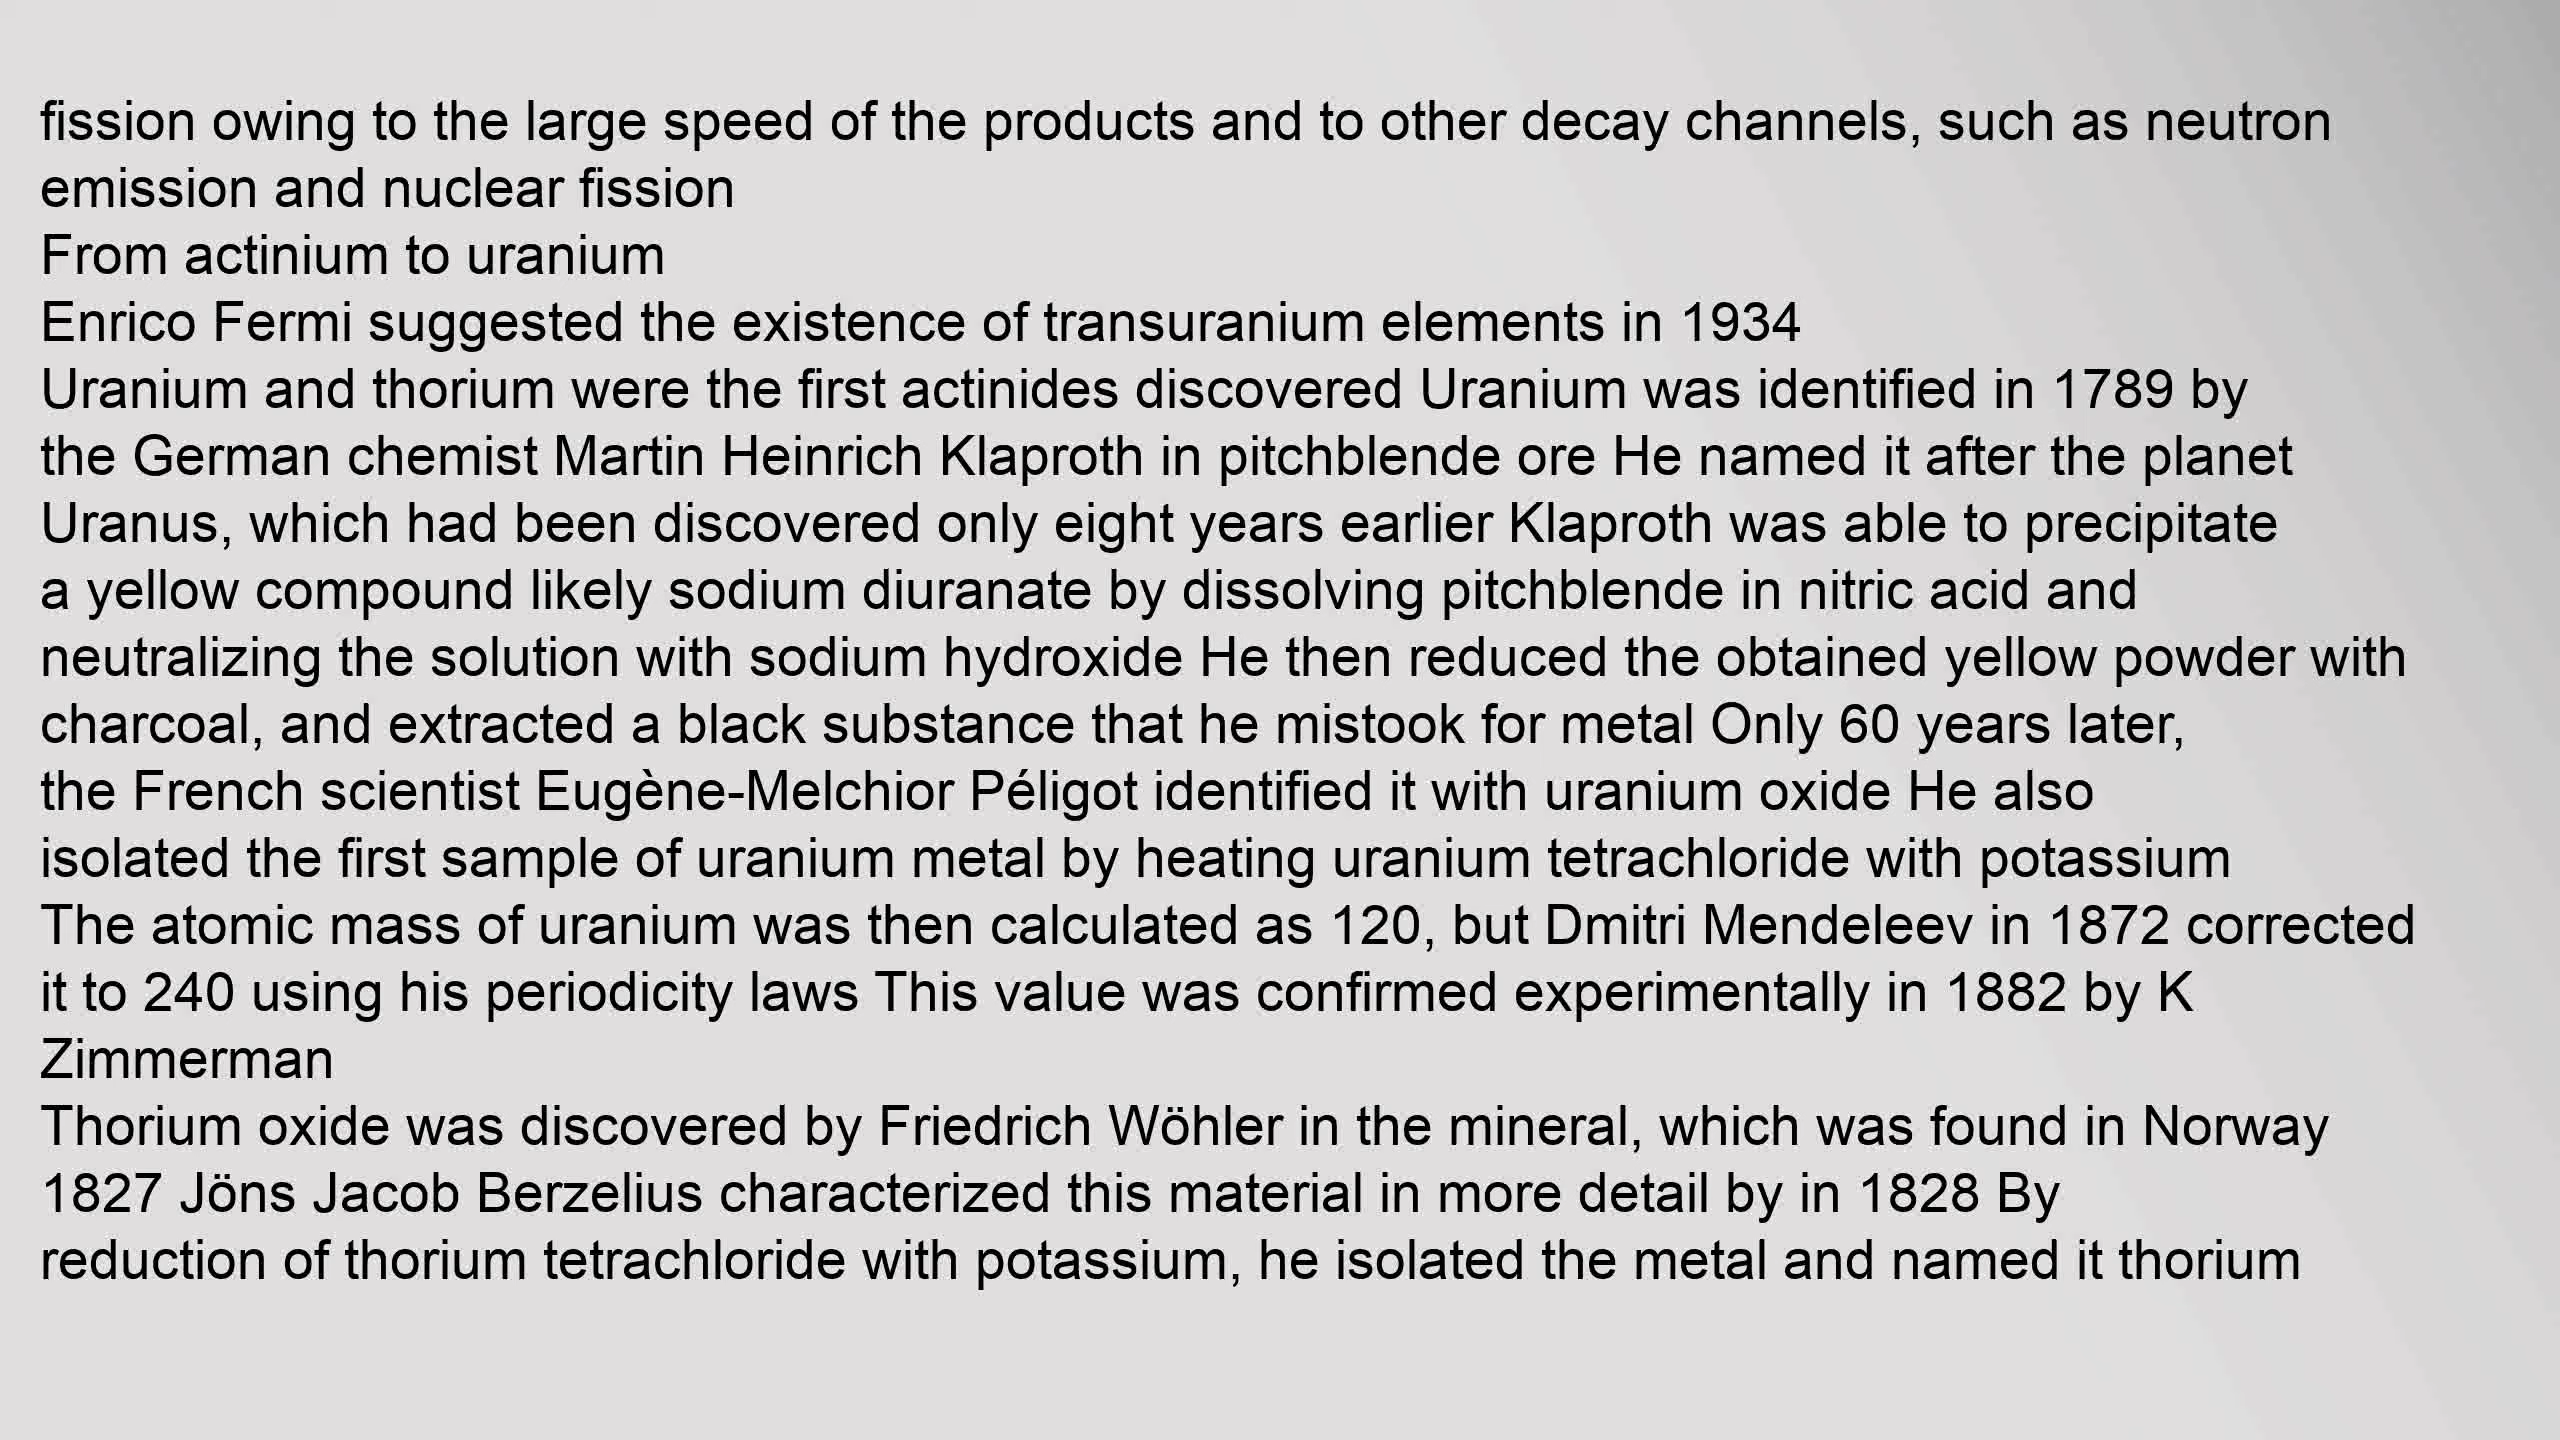 fission owing to the large speed of the products and to other decay channels, such as neutron
emission and nuclear fission
From actinium to uranium
Enrico Fermi suggested the existence of transuranium elements in 1934
Uranium and thorium were the first actinides discovered Uranium was identified in 1789 by
the German chemist Martin Heinrich Klaproth in pitchblende ore He named it after the planet
Uranus, which had been discovered only eight years earlier Klaproth was able to precipitate
a yellow compound likely sodium diuranate by dissolving pitchblende in nitric acid and
neutralizing the solution with sodium hydroxide He then reduced the obtained yellow powder with
charcoal, and extracted a black substance that he mistook for metal Only 60 years later,
the French scientist Eugène-Melchior Péligot identified it with uranium oxide He also
isolated the first sample of uranium metal by heating uranium tetrachloride with potassium
The atomic mass of uranium was then calculated as 120, but Dmitri Mendeleev in 1872 corrected
it to 240 using his periodicity laws This value was confirmed experimentally in 1882 by K
Zimmerman
Thorium oxide was discovered by Friedrich Wöhler in the mineral, which was found in Norway
1827 Jöns Jacob Berzelius characterized this material in more detail by in 1828 By
reduction of thorium tetrachloride with potassium, he isolated the metal and named it thorium